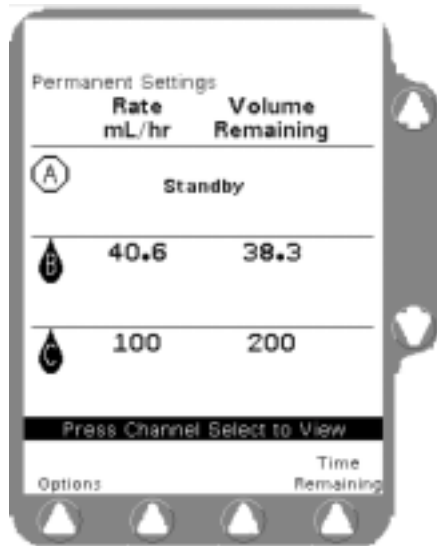 Permanent Settings
Rate Volume
mL/hr Remaining
A
Standby
B 40.6 38.3
C 100 200
Press Channel Select to View
Time
Options Remaining